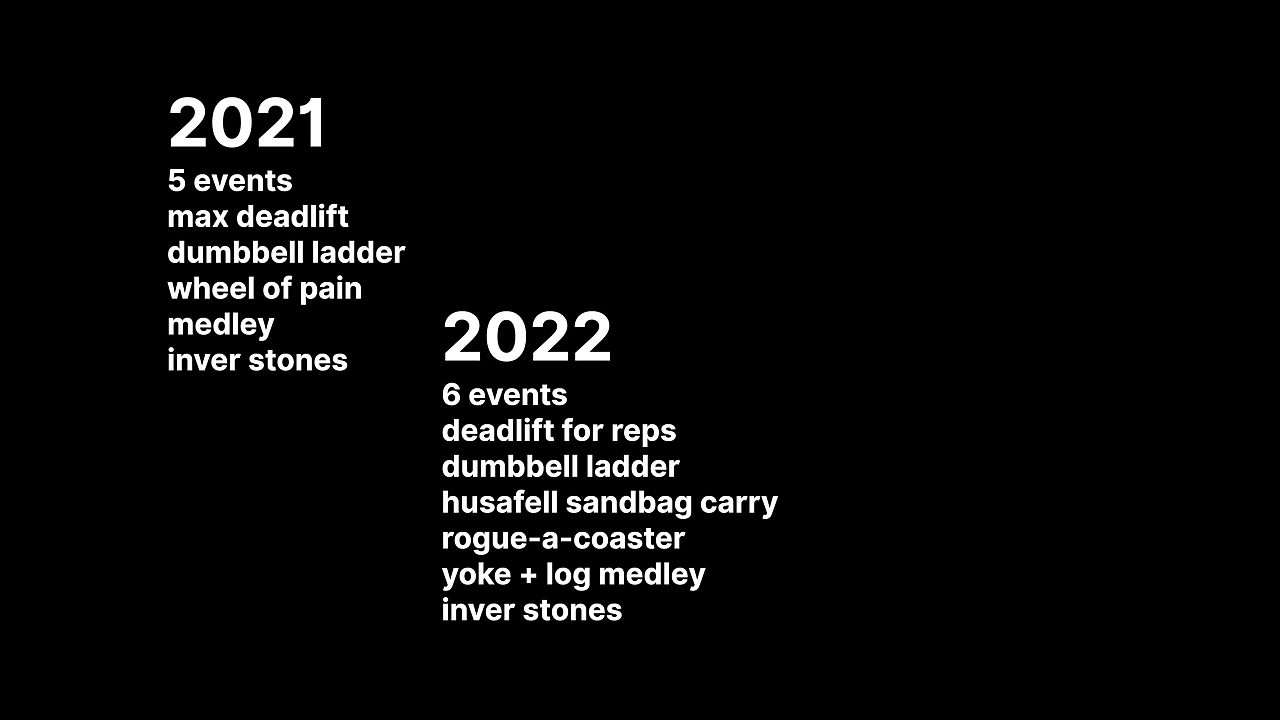 2021
5 events
max deadlift
dumbbell ladder
wheel of pain
medley
inver stones
2022
6 events
deadlift for reps
dumbbell ladder
husafell sandbag carry
rogue-a-coaster
yoke + log medley
inver stones